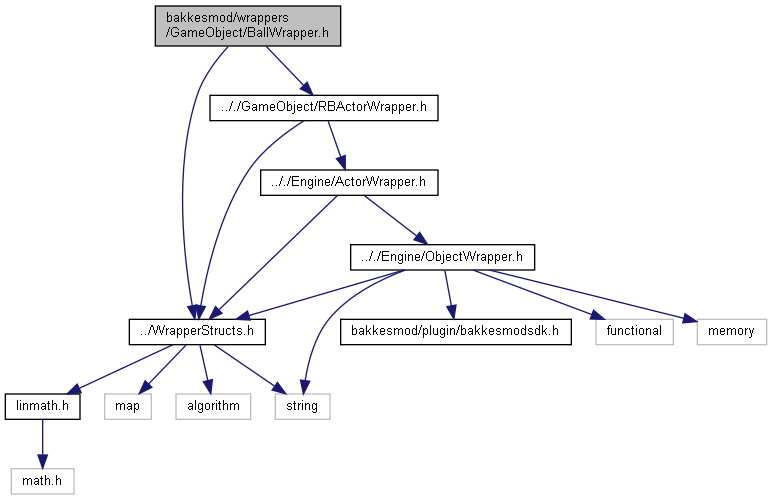 bakkesmod/wrappers
/GameObject/BallWrapper.h
.././GameObject/RBActorWrapper.h
.././Engine/ActorWrapper.h
.././Engine/ObjectWrapper.h
../WrapperStructs.h
bakkesmod/plugin/bakkesmodsdk.h
functional
memory
linmath.h
map
algorithm
string
math.h